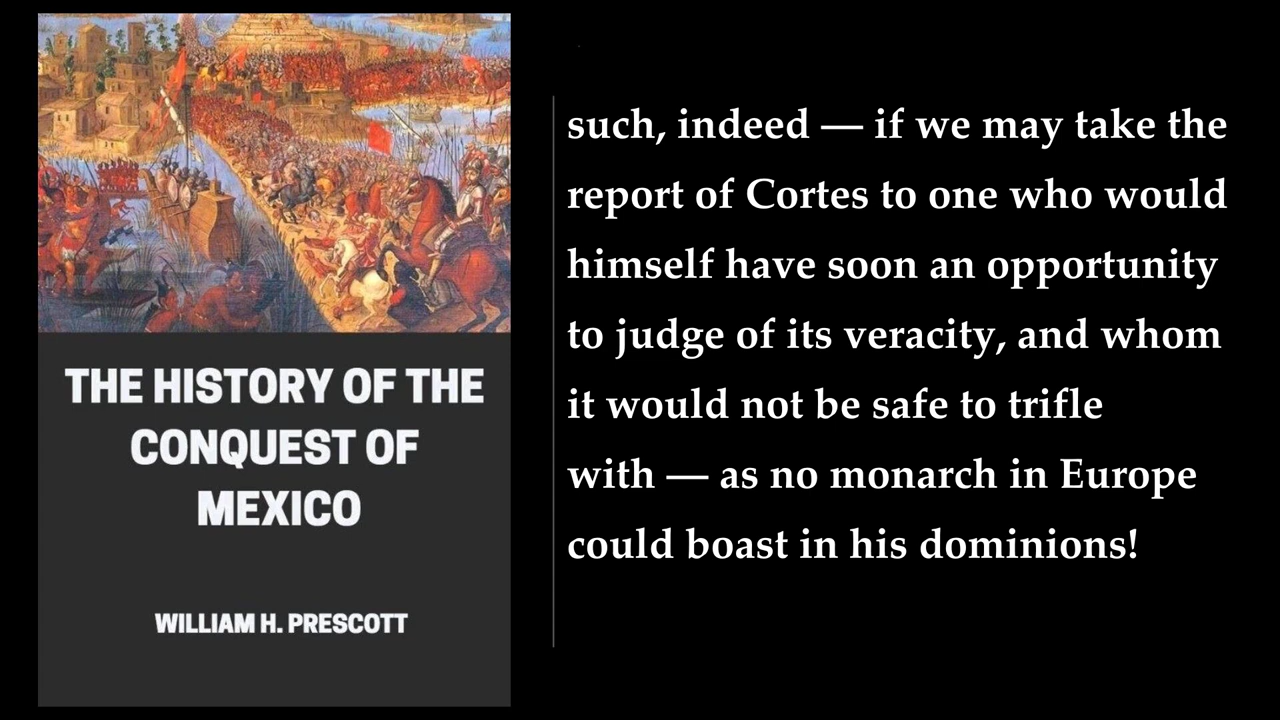 THE HISTORY OF THE
CONQUEST OF
MEXICO
WILLIAM H. PRESCOTT
such, indeed — if we may take the
report of Cortes to one who would
himself have soon an opportunity
to judge of its veracity, and whom
it would not be safe to trifle
with — as no monarch in Europe
could boast in his dominions!